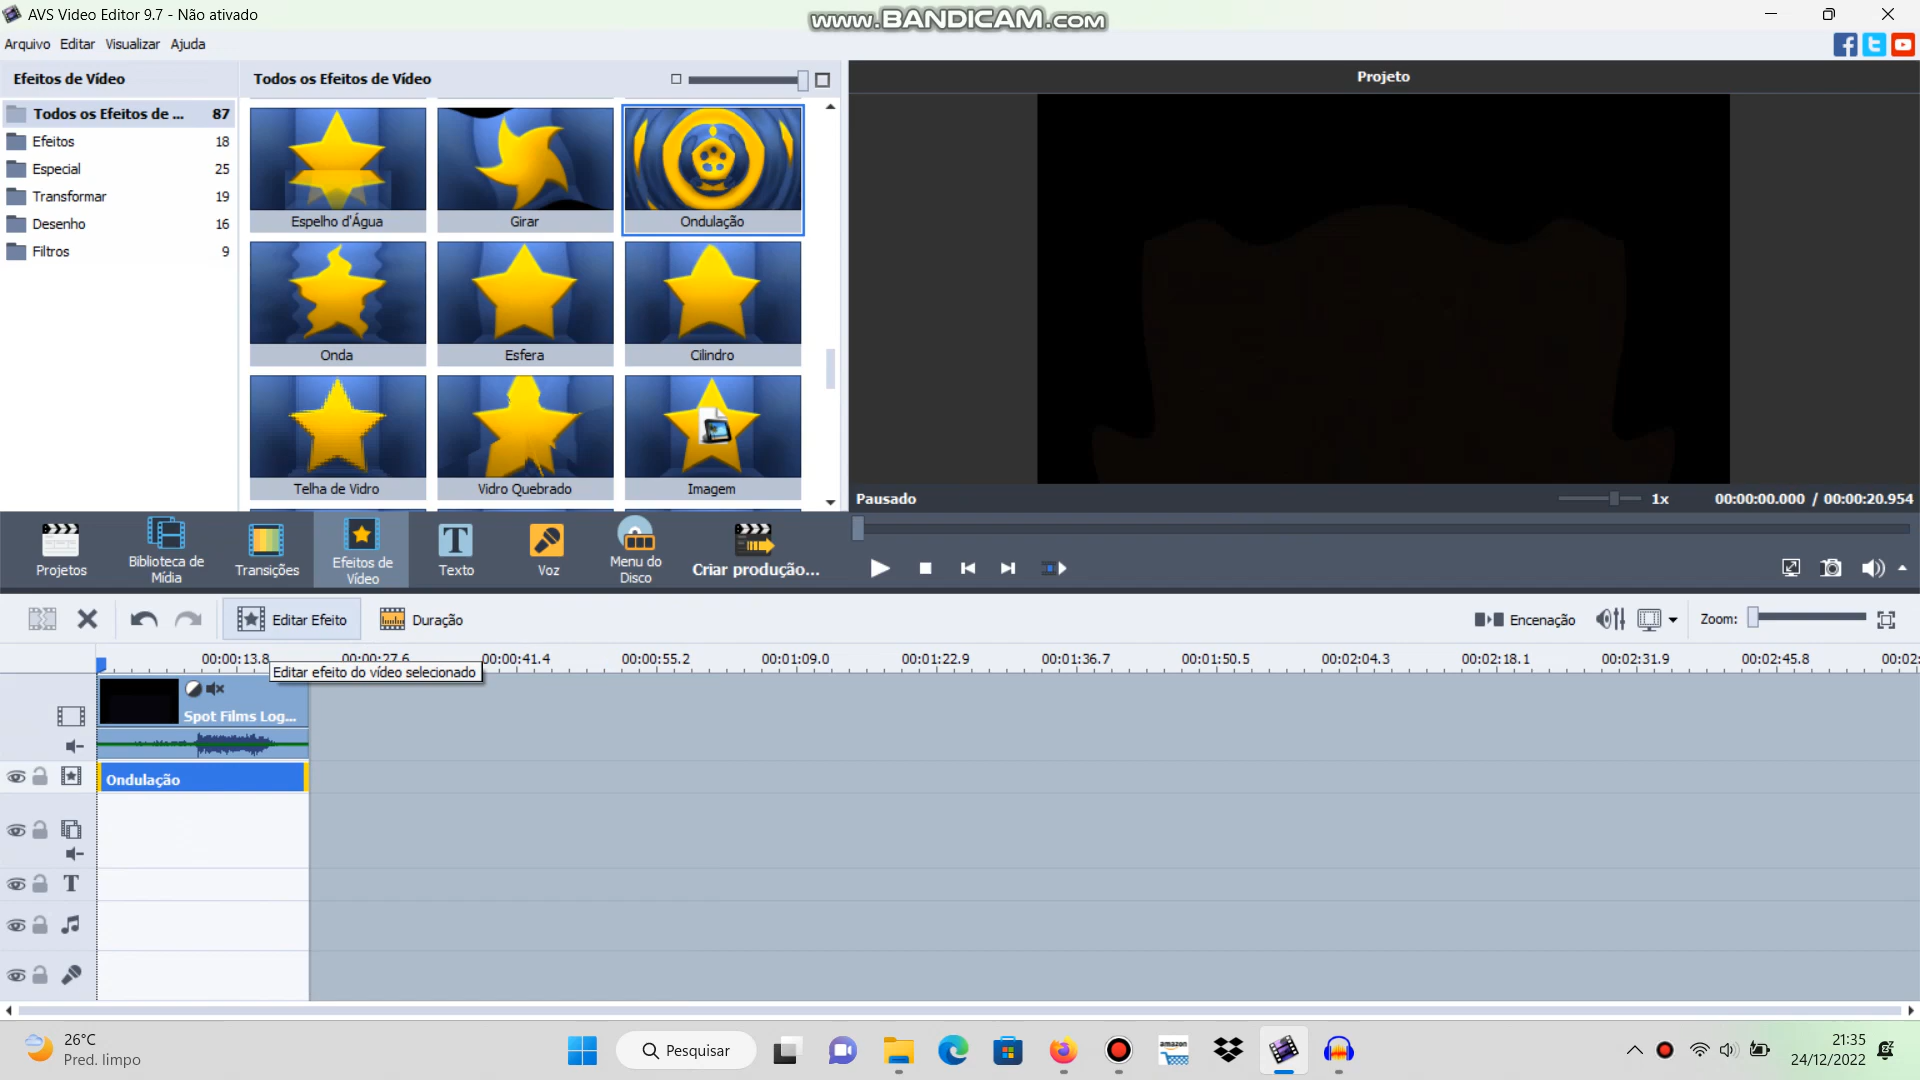 AVS Video Editor 9.7 - Não ativado
www.BANDICAM.com
Arquivo Editar Visualizar Ajuda
Efeitos de Vídeo
Todos os Efeitos de Vídeo
Projeto
Todos os Efeitos de ... 87
Efeitos 18
Especial 25
Transformar 19
Desenho 16
Filtros 9
Espelho d'Água
Girar
Ondulação
Onda
Esfera
Cilindro
Telha de Vidro
Vidro Quebrado
Imagem
Pausado
1x
00:00:00.000 / 00:00:20.954
Projetos
Biblioteca de Mídia
Transições
Efeitos de Vídeo
Texto
Voz
Menu do Disco
Criar produção...
Editar Efeito
Duração
Encenação
Zoom:
00:00:13.8 00:00:27.6 00:00:41.4 00:00:55.2 00:01:09.0 00:01:22.9 00:01:36.7 00:01:50.5 00:02:04.3 00:02:18.1 00:02:31.9 00:02:45.8 00:02:
Editar efeito do vídeo selecionado
Spot Films Log...
Ondulação
26°C
Pred. limpo
Pesquisar
amazon
21:35
24/12/2022